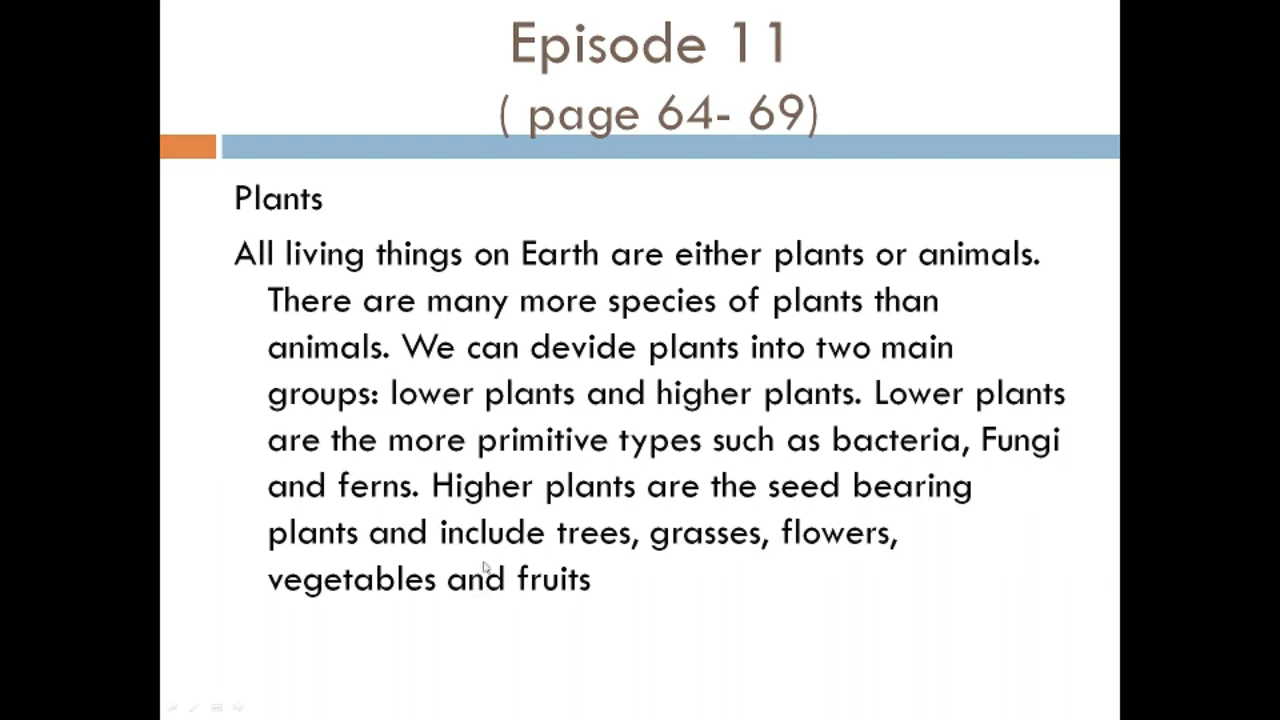 Episode 11
( page 64- 69)
Plants
All living things on Earth are either plants or animals.
There are many more species of plants than
animals. We can devide plants into two main
groups: lower plants and higher plants. Lower plants
are the more primitive types such as bacteria, Fungi
and ferns. Higher plants are the seed bearing
plants and include trees, grasses, flowers,
vegetables and fruits